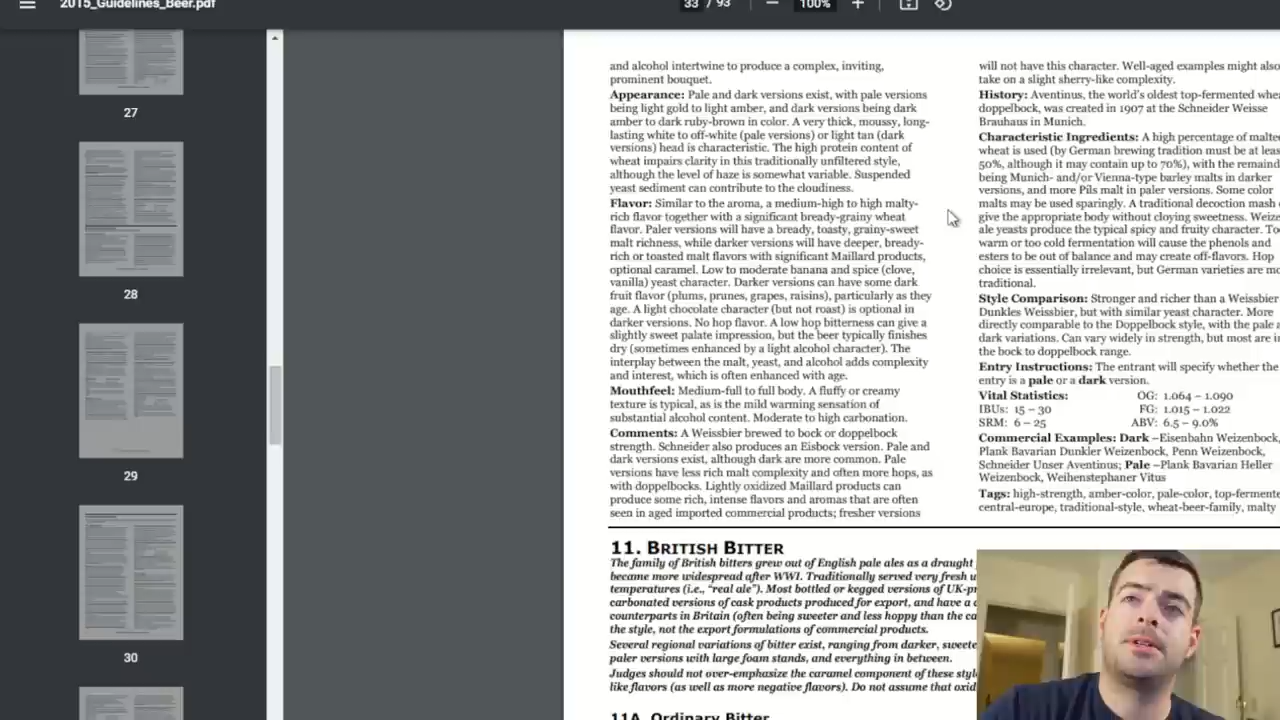 2015_Guidelines_Beer.pdf
33 / 93
100%
27
28
29
30
and alcohol intertwine to produce a complex, inviting,
prominent bouquet.
Appearance: Pale and dark versions exist, with pale versions
being light gold to light amber, and dark versions being dark
amber to dark ruby-brown in color. A very thick, moussy, long-
lasting white to off-white (pale versions) or light tan (dark
versions) head is characteristic. The high protein content of
wheat impairs clarity in this traditionally unfiltered style,
although the level of haze is somewhat variable. Suspended
yeast sediment can contribute to the cloudiness.
Flavor: Similar to the aroma, a medium-high to high malty-
rich flavor together with a significant bready-grainy wheat
flavor. Paler versions will have a bready, toasty, grainy-sweet
malt richness, while darker versions will have deeper, bready-
rich or toasted malt flavors with significant Maillard products,
optional caramel. Low to moderate banana and spice (clove,
vanilla) yeast character. Darker versions can have some dark
fruit flavor (plums, prunes, grapes, raisins), particularly as they
age. A light chocolate character (but not roast) is optional in
darker versions. No hop flavor. A low hop bitterness can give a
slightly sweet palate impression, but the beer typically finishes
dry (sometimes enhanced by a light alcohol character). The
interplay between the malt, yeast, and alcohol adds complexity
and interest, which is often enhanced with age.
Mouthfeel: Medium-full to full body. A fluffy or creamy
texture is typical, as is the mild warming sensation of
substantial alcohol content. Moderate to high carbonation.
Comments: A Weissbier brewed to bock or doppelbock
strength. Schneider also produces an Eisbock version. Pale and
dark versions exist, although dark are more common. Pale
versions have less rich malt complexity and often more hops, as
with doppelbocks. Lightly oxidized Maillard products can
produce some rich, intense flavors and aromas that are often
seen in aged imported commercial products; fresher versions
will not have this character. Well-aged examples might also
take on a slight sherry-like complexity.
History: Aventinus, the world's oldest top-fermented whea
doppelbock, was created in 1907 at the Schneider Weisse
Brauhaus in Munich.
Characteristic Ingredients: A high percentage of malte
wheat is used (by German brewing tradition must be at leas
50%, although it may contain up to 70%), with the remaind
being Munich- and/or Vienna-type barley malts in darker
versions, and more Pils malt in paler versions. Some color
malts may be used sparingly. A traditional decoction mash
give the appropriate body without cloying sweetness. Weize
ale yeasts produce the typical spicy and fruity character. To
warm or too cold fermentation will cause the phenols and
esters to be out of balance and may create off-flavors. Hop
choice is essentially irrelevant, but German varieties are mo
traditional.
Style Comparison: Stronger and richer than a Weissbier
Dunkles Weissbier, but with similar yeast character. More
directly comparable to the Doppelbock style, with the pale a
dark variations. Can vary widely in strength, but most are in
the bock to doppelbock range.
Entry Instructions: The entrant will specify whether the
entry is a pale or a dark version.
Vital Statistics: OG: 1.064 – 1.090
IBUs: 15 – 30 FG: 1.015 – 1.022
SRM: 6 – 25 ABV: 6.5 – 9.0%
Commercial Examples: Dark –Eisenbahn Weizenbock,
Plank Bavarian Dunkler Weizenbock, Penn Weizenbock,
Schneider Unser Aventinus; Pale –Plank Bavarian Heller
Weizenbock, Weihenstephaner Vitus
Tags: high-strength, amber-color, pale-color, top-fermente
central-europe, traditional-style, wheat-beer-family, malty
11. BRITISH BITTER
The family of British bitters grew out of English pale ales as a draught
became more widespread after WWI. Traditionally served very fresh u
temperatures (i.e., "real ale"). Most bottled or kegged versions of UK-pr
carbonated versions of cask products produced for export, and have a
counterparts in Britain (often being sweeter and less hoppy than the ca
the style, not the export formulations of commercial products.
Several regional variations of bitter exist, ranging from darker, sweete
paler versions with large foam stands, and everything in between.
Judges should not over-emphasize the caramel component of these style
like flavors (as well as more negative flavors). Do not assume that oxid
11A. Ordinary Bitter